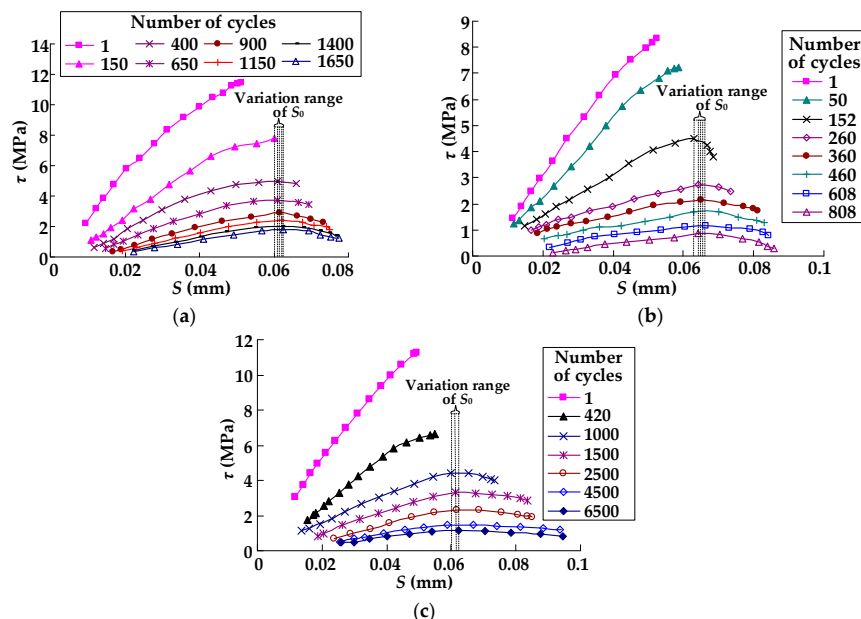 Number of cycles
1 400 900 1400
150 650 1150 1650
14
12
10
8
6
4
2
0
τ (MPa)
Variation range
of S₀
0 0.02 0.04 0.06 0.08
S (mm)
(a)
9
8
7
6
5
4
3
2
1
0
τ (MPa)
Variation range
of S₀
0 0.02 0.04 0.06 0.08 0.1
S (mm)
Number
of cycles
1
50
152
260
360
460
608
808
(b)
12
10
8
6
4
2
0
τ (MPa)
Variation range
of S₀
0 0.02 0.04 0.06 0.08 0.1
S (mm)
Number
of cycles
1
420
1000
1500
2500
4500
6500
(c)